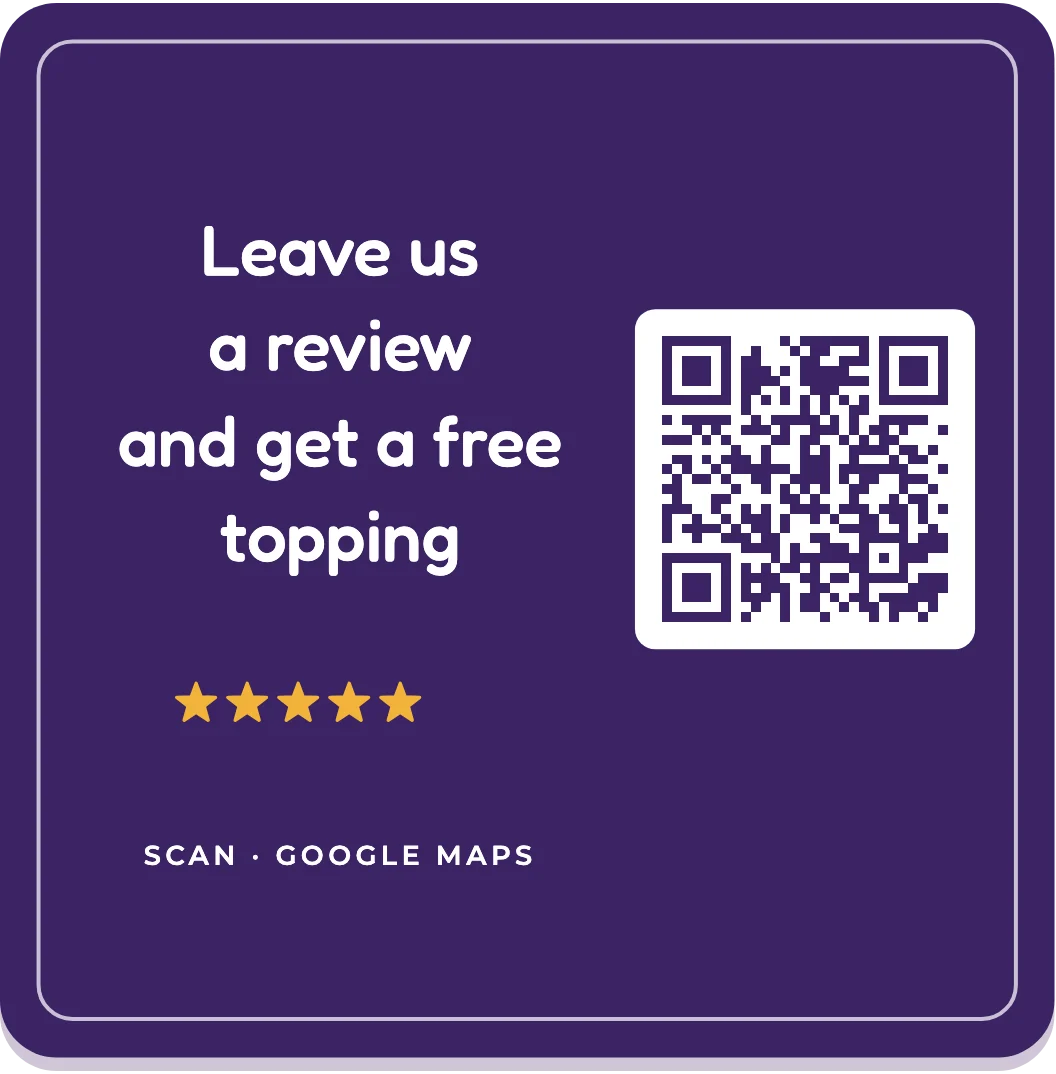 Leave us
a review
and get a free
topping
SCAN · GOOGLE MAPS